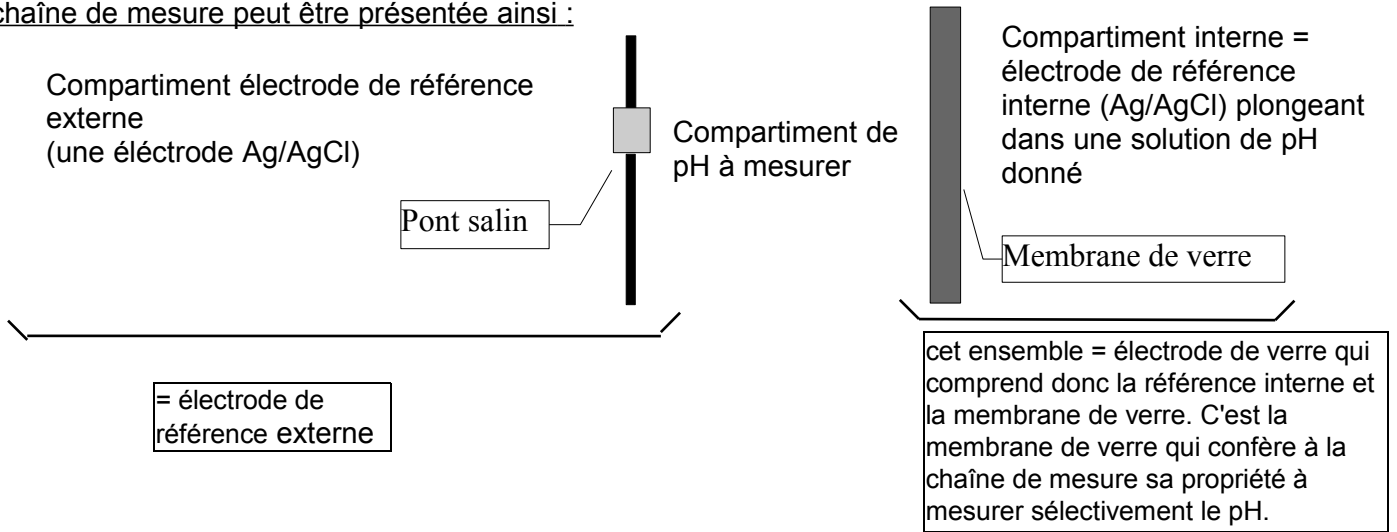 chaîne de mesure peut être présentée ainsi :
Compartiment électrode de référence
externe
(une éléctrode Ag/AgCl)
Pont salin
Compartiment de
pH à mesurer
Compartiment interne =
électrode de référence
interne (Ag/AgCl) plongeant
dans une solution de pH
donné
Membrane de verre
= électrode de
référence externe
cet ensemble = électrode de verre qui
comprend donc la référence interne et
la membrane de verre. C'est la
membrane de verre qui confère à la
chaîne de mesure sa propriété à
mesurer sélectivement le pH.